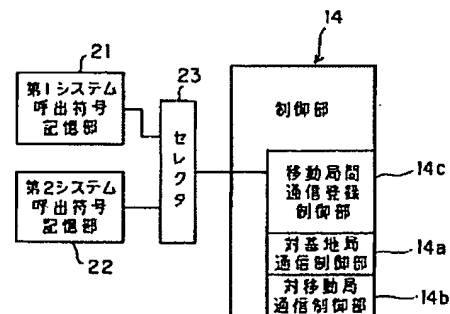 14
21
第1システム
呼出符号
記憶部
23
セレクタ
第2システム
呼出符号
記憶部
22
制御部
移動局間
通信登録
制御部
14c
対基地局
通信制御部
14a
対移動局
通信制御部
14b